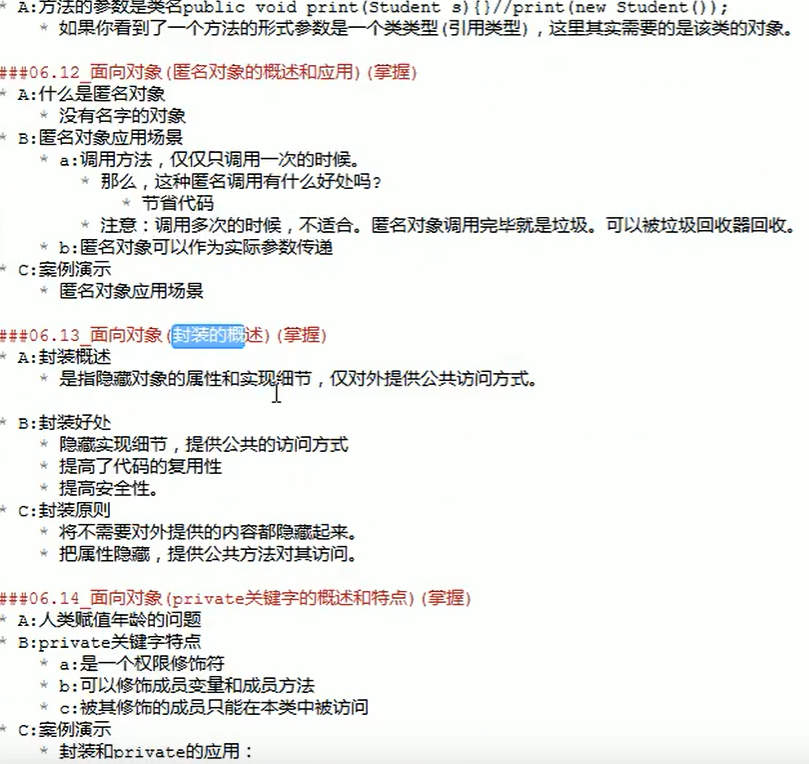 * A:方法的参数是类名public void print(Student s){}//print(new Student());
* 如果你看到了一个方法的形式参数是一个类类型(引用类型)，这里其实需要的是该类的对象。
###06.12_面向对象(匿名对象的概述和应用)(掌握)
* A:什么是匿名对象
* 没有名字的对象
* B:匿名对象应用场景
* a:调用方法，仅仅只调用一次的时候。
* 那么，这种匿名调用有什么好处吗?
* 节省代码
* 注意：调用多次的时候，不适合。匿名对象调用完毕就是垃圾。可以被垃圾回收器回收。
* b:匿名对象可以作为实际参数传递
* C:案例演示
* 匿名对象应用场景
###06.13_面向对象(封装的概述)(掌握)
* A:封装概述
* 是指隐藏对象的属性和实现细节，仅对外提供公共访问方式。
* B:封装好处
* 隐藏实现细节，提供公共的访问方式
* 提高了代码的复用性
* 提高安全性。
* C:封装原则
* 将不需要对外提供的内容都隐藏起来。
* 把属性隐藏，提供公共方法对其访问。
###06.14_面向对象(private关键字的概述和特点)(掌握)
* A:人类赋值年龄的问题
* B:private关键字特点
* a:是一个权限修饰符
* b:可以修饰成员变量和成员方法
* c:被其修饰的成员只能在本类中被访问
* C:案例演示
* 封装和private的应用：